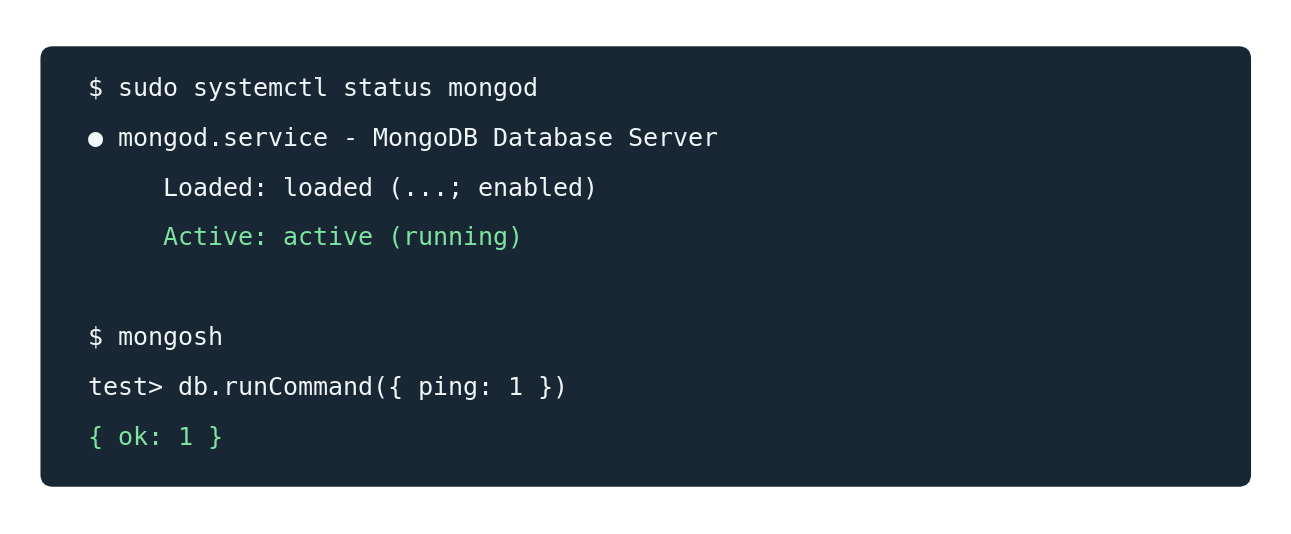 $ sudo systemctl status mongod
● mongod.service - MongoDB Database Server
Loaded: loaded (...; enabled)
Active: active (running)
$ mongosh
test> db.runCommand({ ping: 1 })
{ ok: 1 }